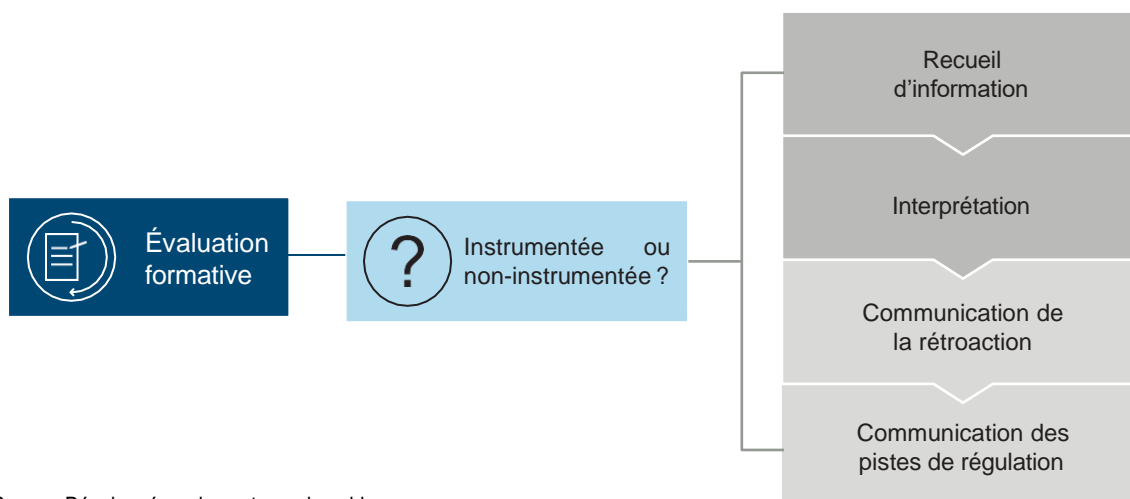 Recueil
d'information
Interprétation
Évaluation
formative
?
Instrumentée ou
non-instrumentée ?
Communication de
la rétroaction
Communication des
pistes de régulation